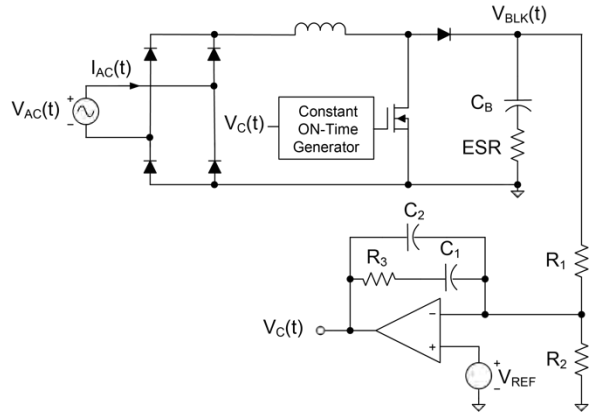 V_BLK(t)
I_AC(t)
V_AC(t)
+
−
V_C(t)
Constant
ON-Time
Generator
C_B
ESR
C_2
R_3
C_1
R_1
V_C(t)
−
+
+
−
V_REF
R_2